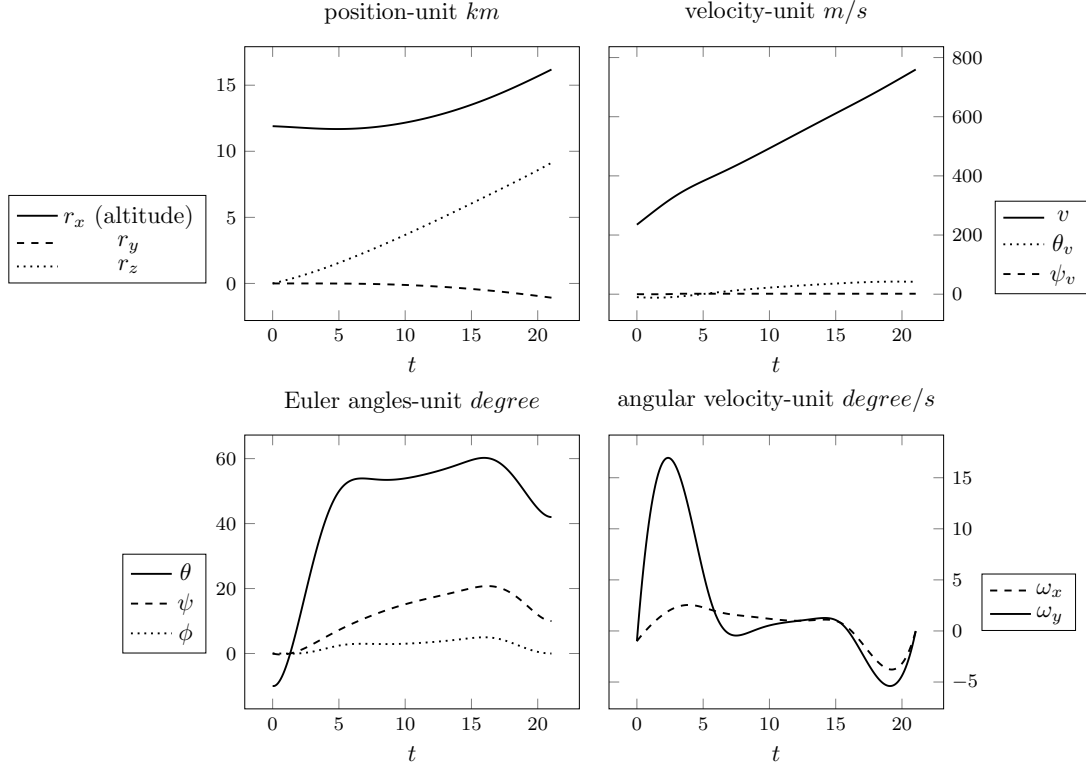 position-unit km
velocity-unit m/s
15
10
5
0
0 5 10 15 20
t
r_x (altitude)
r_y
r_z
800
600
400
200
0
0 5 10 15 20
t
v
θ_v
ψ_v
Euler angles-unit degree
angular velocity-unit degree/s
60
40
20
0
0 5 10 15 20
t
θ
ψ
ϕ
15
10
5
0
−5
0 5 10 15 20
t
ω_x
ω_y